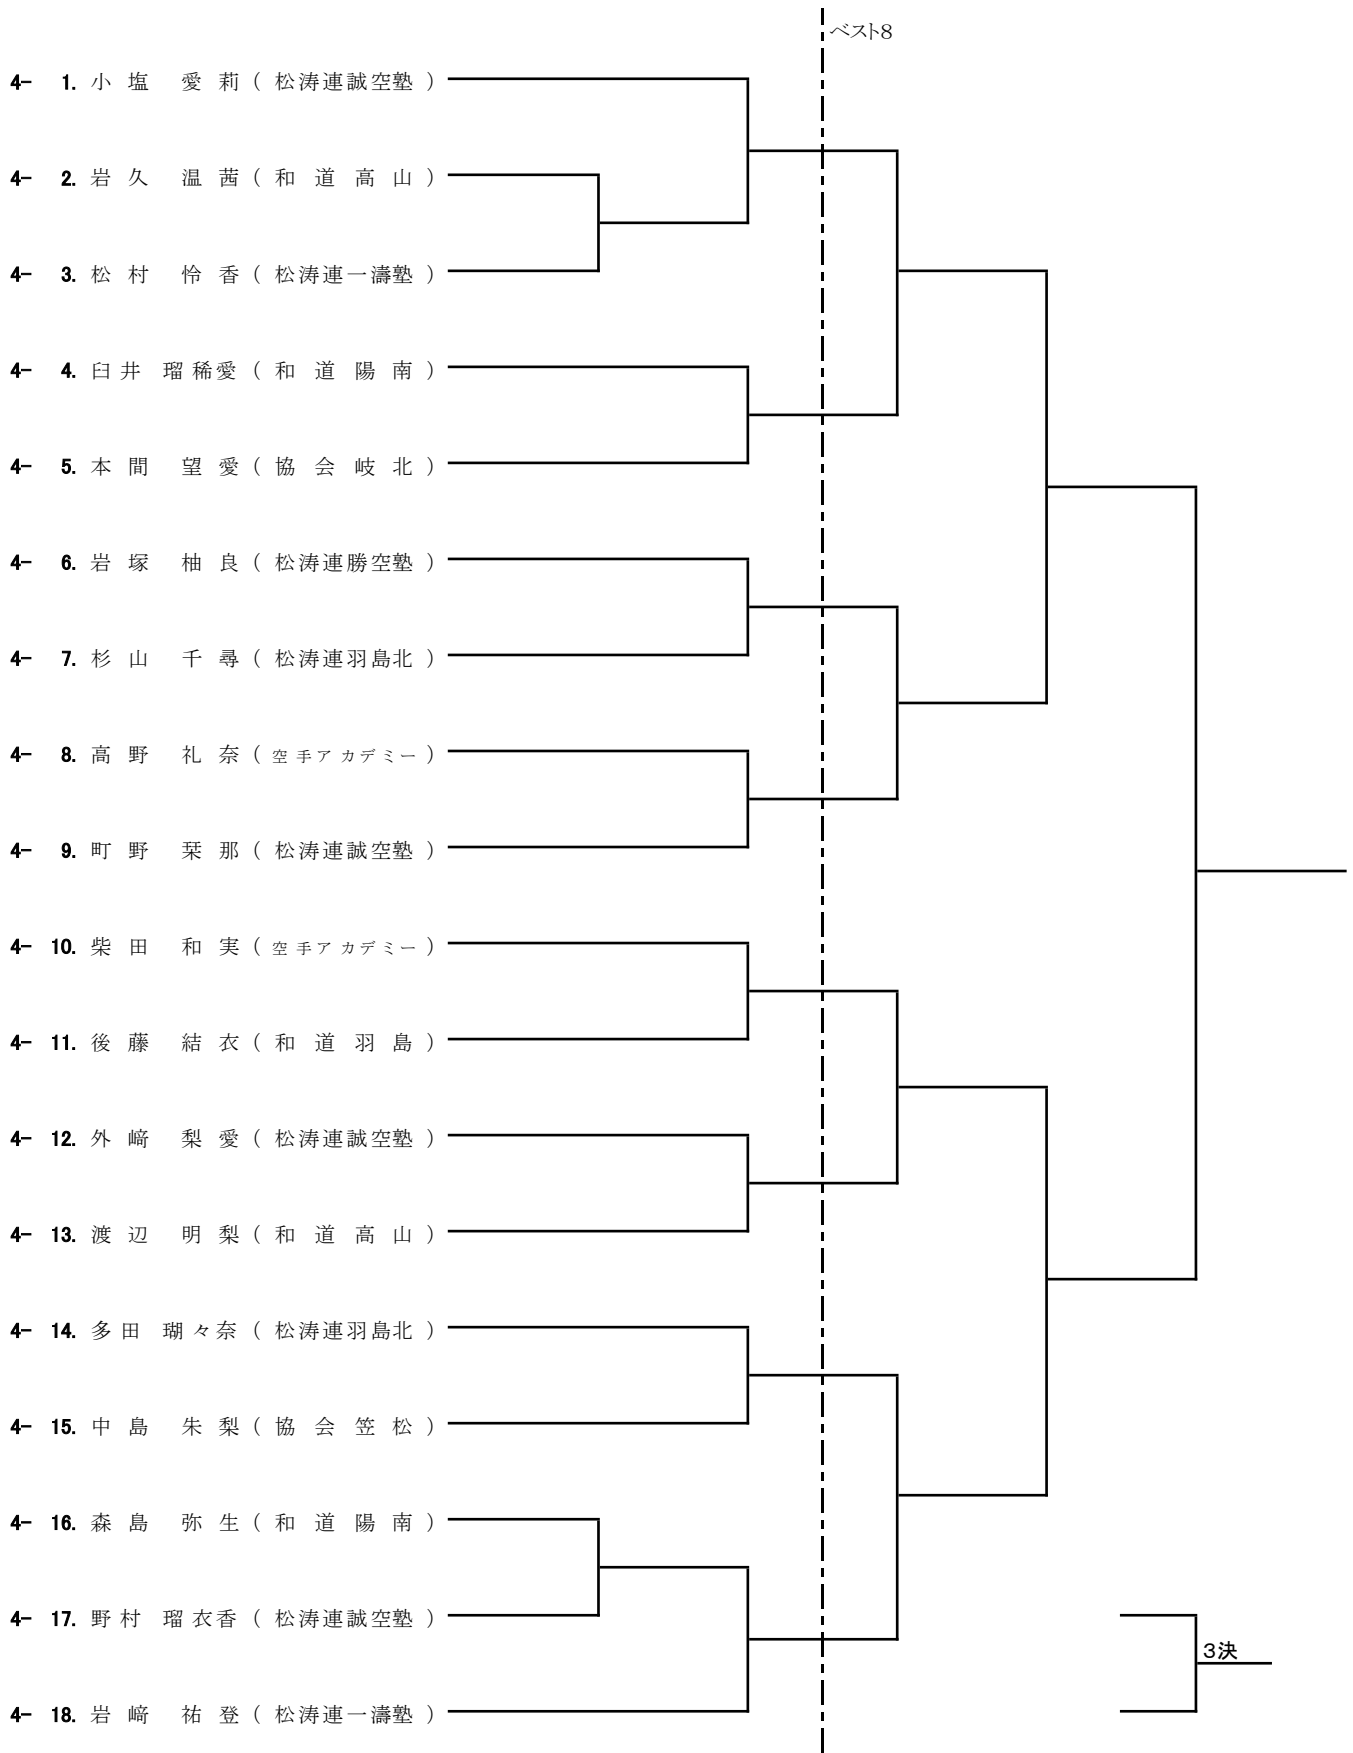 ベスト8
4- 1. 小塩 愛莉 ( 松涛連誠空塾 )
4- 2. 岩久 温茜 ( 和道高山 )
4- 3. 松村 怜香 ( 松涛連一濤塾 )
4- 4. 臼井 瑠稀愛 ( 和道陽南 )
4- 5. 本間 望愛 ( 協会岐北 )
4- 6. 岩塚 柚良 ( 松涛連勝空塾 )
4- 7. 杉山 千尋 ( 松涛連羽島北 )
4- 8. 高野 礼奈 ( 空手アカデミー )
4- 9. 町野 栞那 ( 松涛連誠空塾 )
4- 10. 柴田 和実 ( 空手アカデミー )
4- 11. 後藤 結衣 ( 和道羽島 )
4- 12. 外﨑 梨愛 ( 松涛連誠空塾 )
4- 13. 渡辺 明梨 ( 和道高山 )
4- 14. 多田 瑚々奈 ( 松涛連羽島北 )
4- 15. 中島 朱梨 ( 協会笠松 )
4- 16. 森島 弥生 ( 和道陽南 )
4- 17. 野村 瑠衣香 ( 松涛連誠空塾 )
3決
4- 18. 岩﨑 祐登 ( 松涛連一濤塾 )